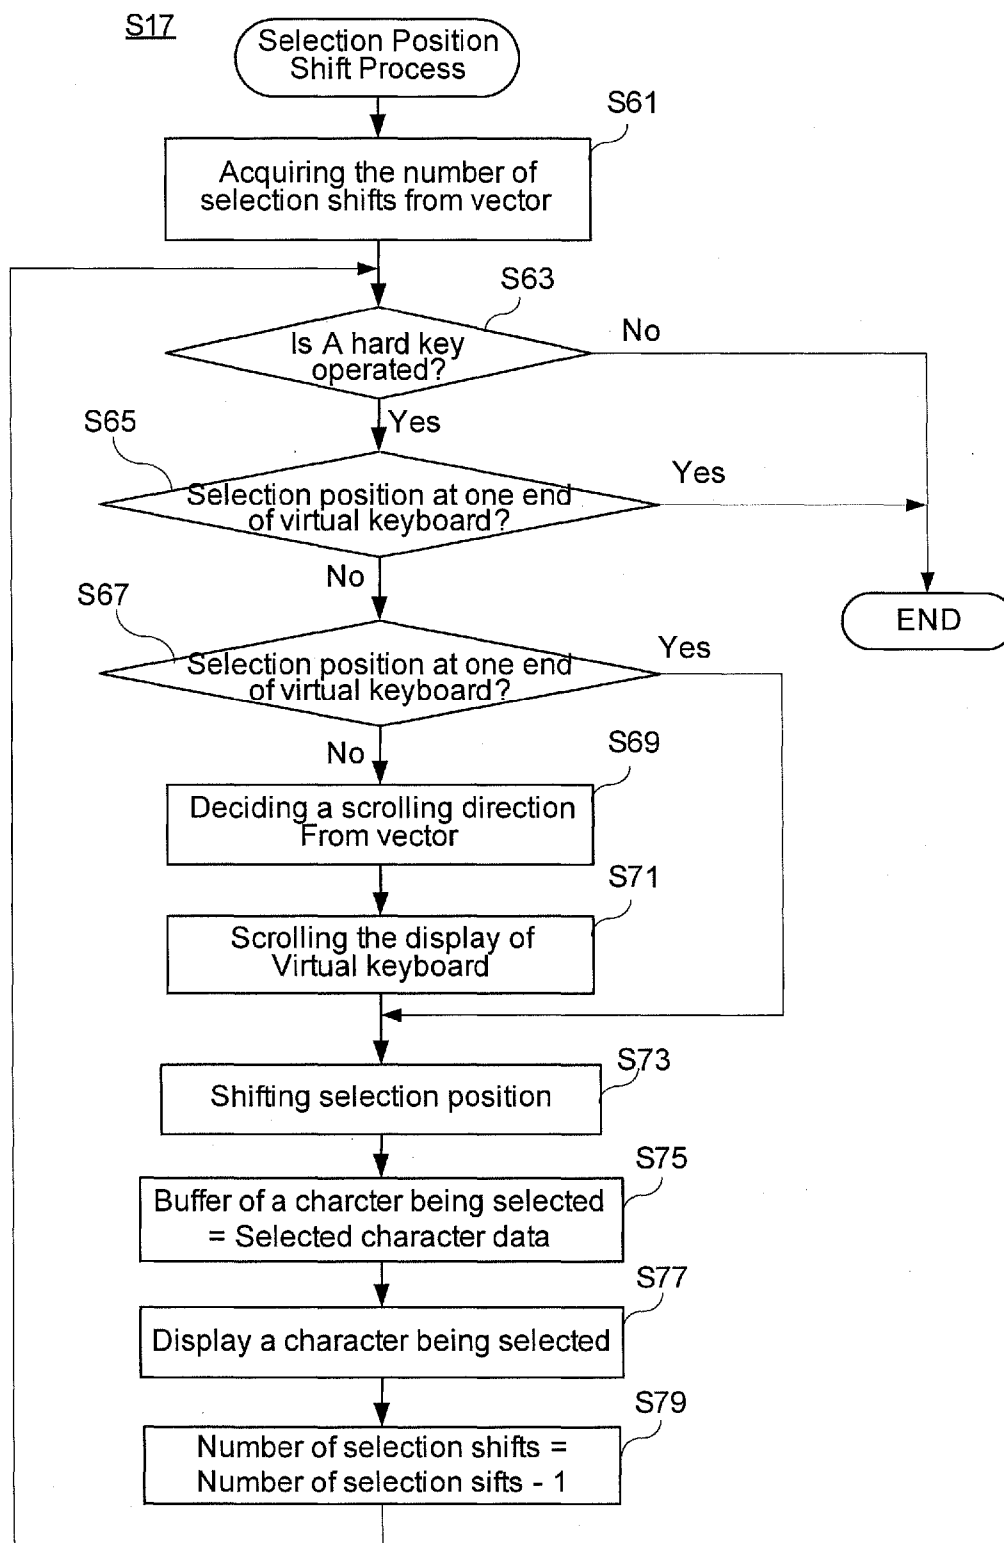 S17
Selection Position
Shift Process
S61
Acquiring the number of
selection shifts from vector
S63
Is A hard key
operated?
No
Yes
S65
Selection position at one end
of virtual keyboard?
Yes
No
S67
Selection position at one end
of virtual keyboard?
Yes
END
No
S69
Deciding a scrolling direction
From vector
S71
Scrolling the display of
Virtual keyboard
S73
Shifting selection position
S75
Buffer of a charcter being selected
= Selected character data
S77
Display a character being selected
S79
Number of selection shifts =
Number of selection sifts - 1